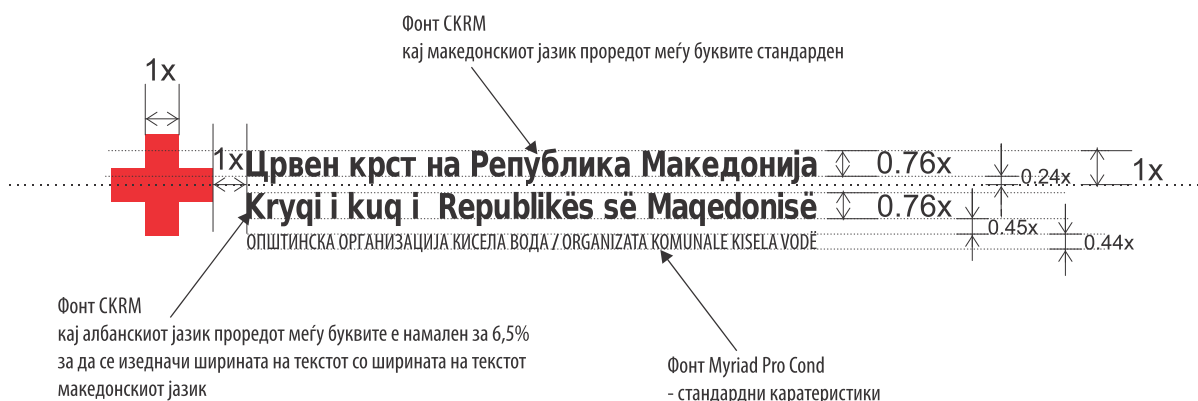 Фонт CKRM
кај македонскиот јазик проредот меѓу буквите стандарден
1x
1x
Црвен крст на Република Македонија
0.76x
0.24x
1x
Kryqi i kuq i Republikës së Maqedonisë
0.76x
0.45x
ОПШТИНСКА ОРГАНИЗАЦИЈА КИСЕЛА ВОДА / ORGANIZATA KOMUNALE KISELA VODË
0.44x
Фонт CKRM
кај албанскиот јазик проредот меѓу буквите е намален за 6,5%
за да се изедначи ширината на текстот со ширината на текстот
македонскиот јазик
Фонт Myriad Pro Cond
- стандардни каратеристики